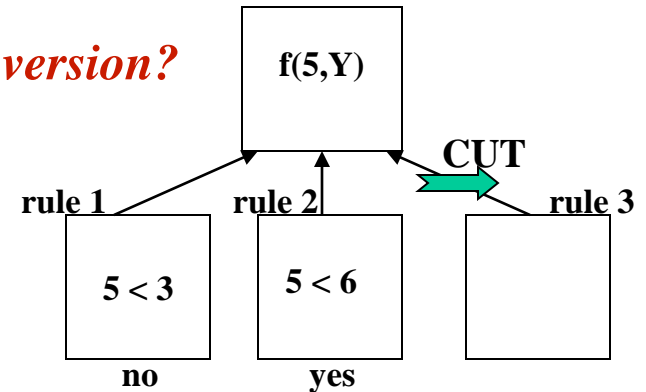 version?
f(5,Y)
CUT
rule 1
rule 2
rule 3
5 < 3
5 < 6
no
yes